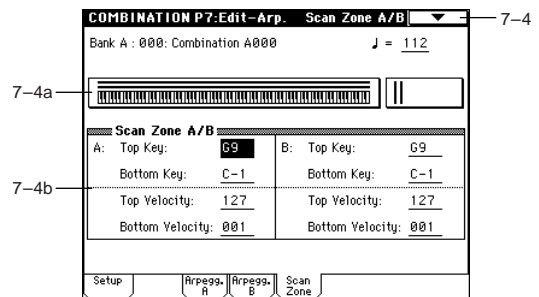 COMBINATION P7:Edit-Arp. Scan Zone A/B
7–4
Bank A : 000: Combination A000 ♩ = 112
7–4a
Scan Zone A/B
A: Top Key: G9 B: Top Key: G9
Bottom Key: C-1 Bottom Key: C-1
7–4b
Top Velocity: 127 Top Velocity: 127
Bottom Velocity: 001 Bottom Velocity: 001
Setup Arpegg. A Arpegg. B Scan Zone